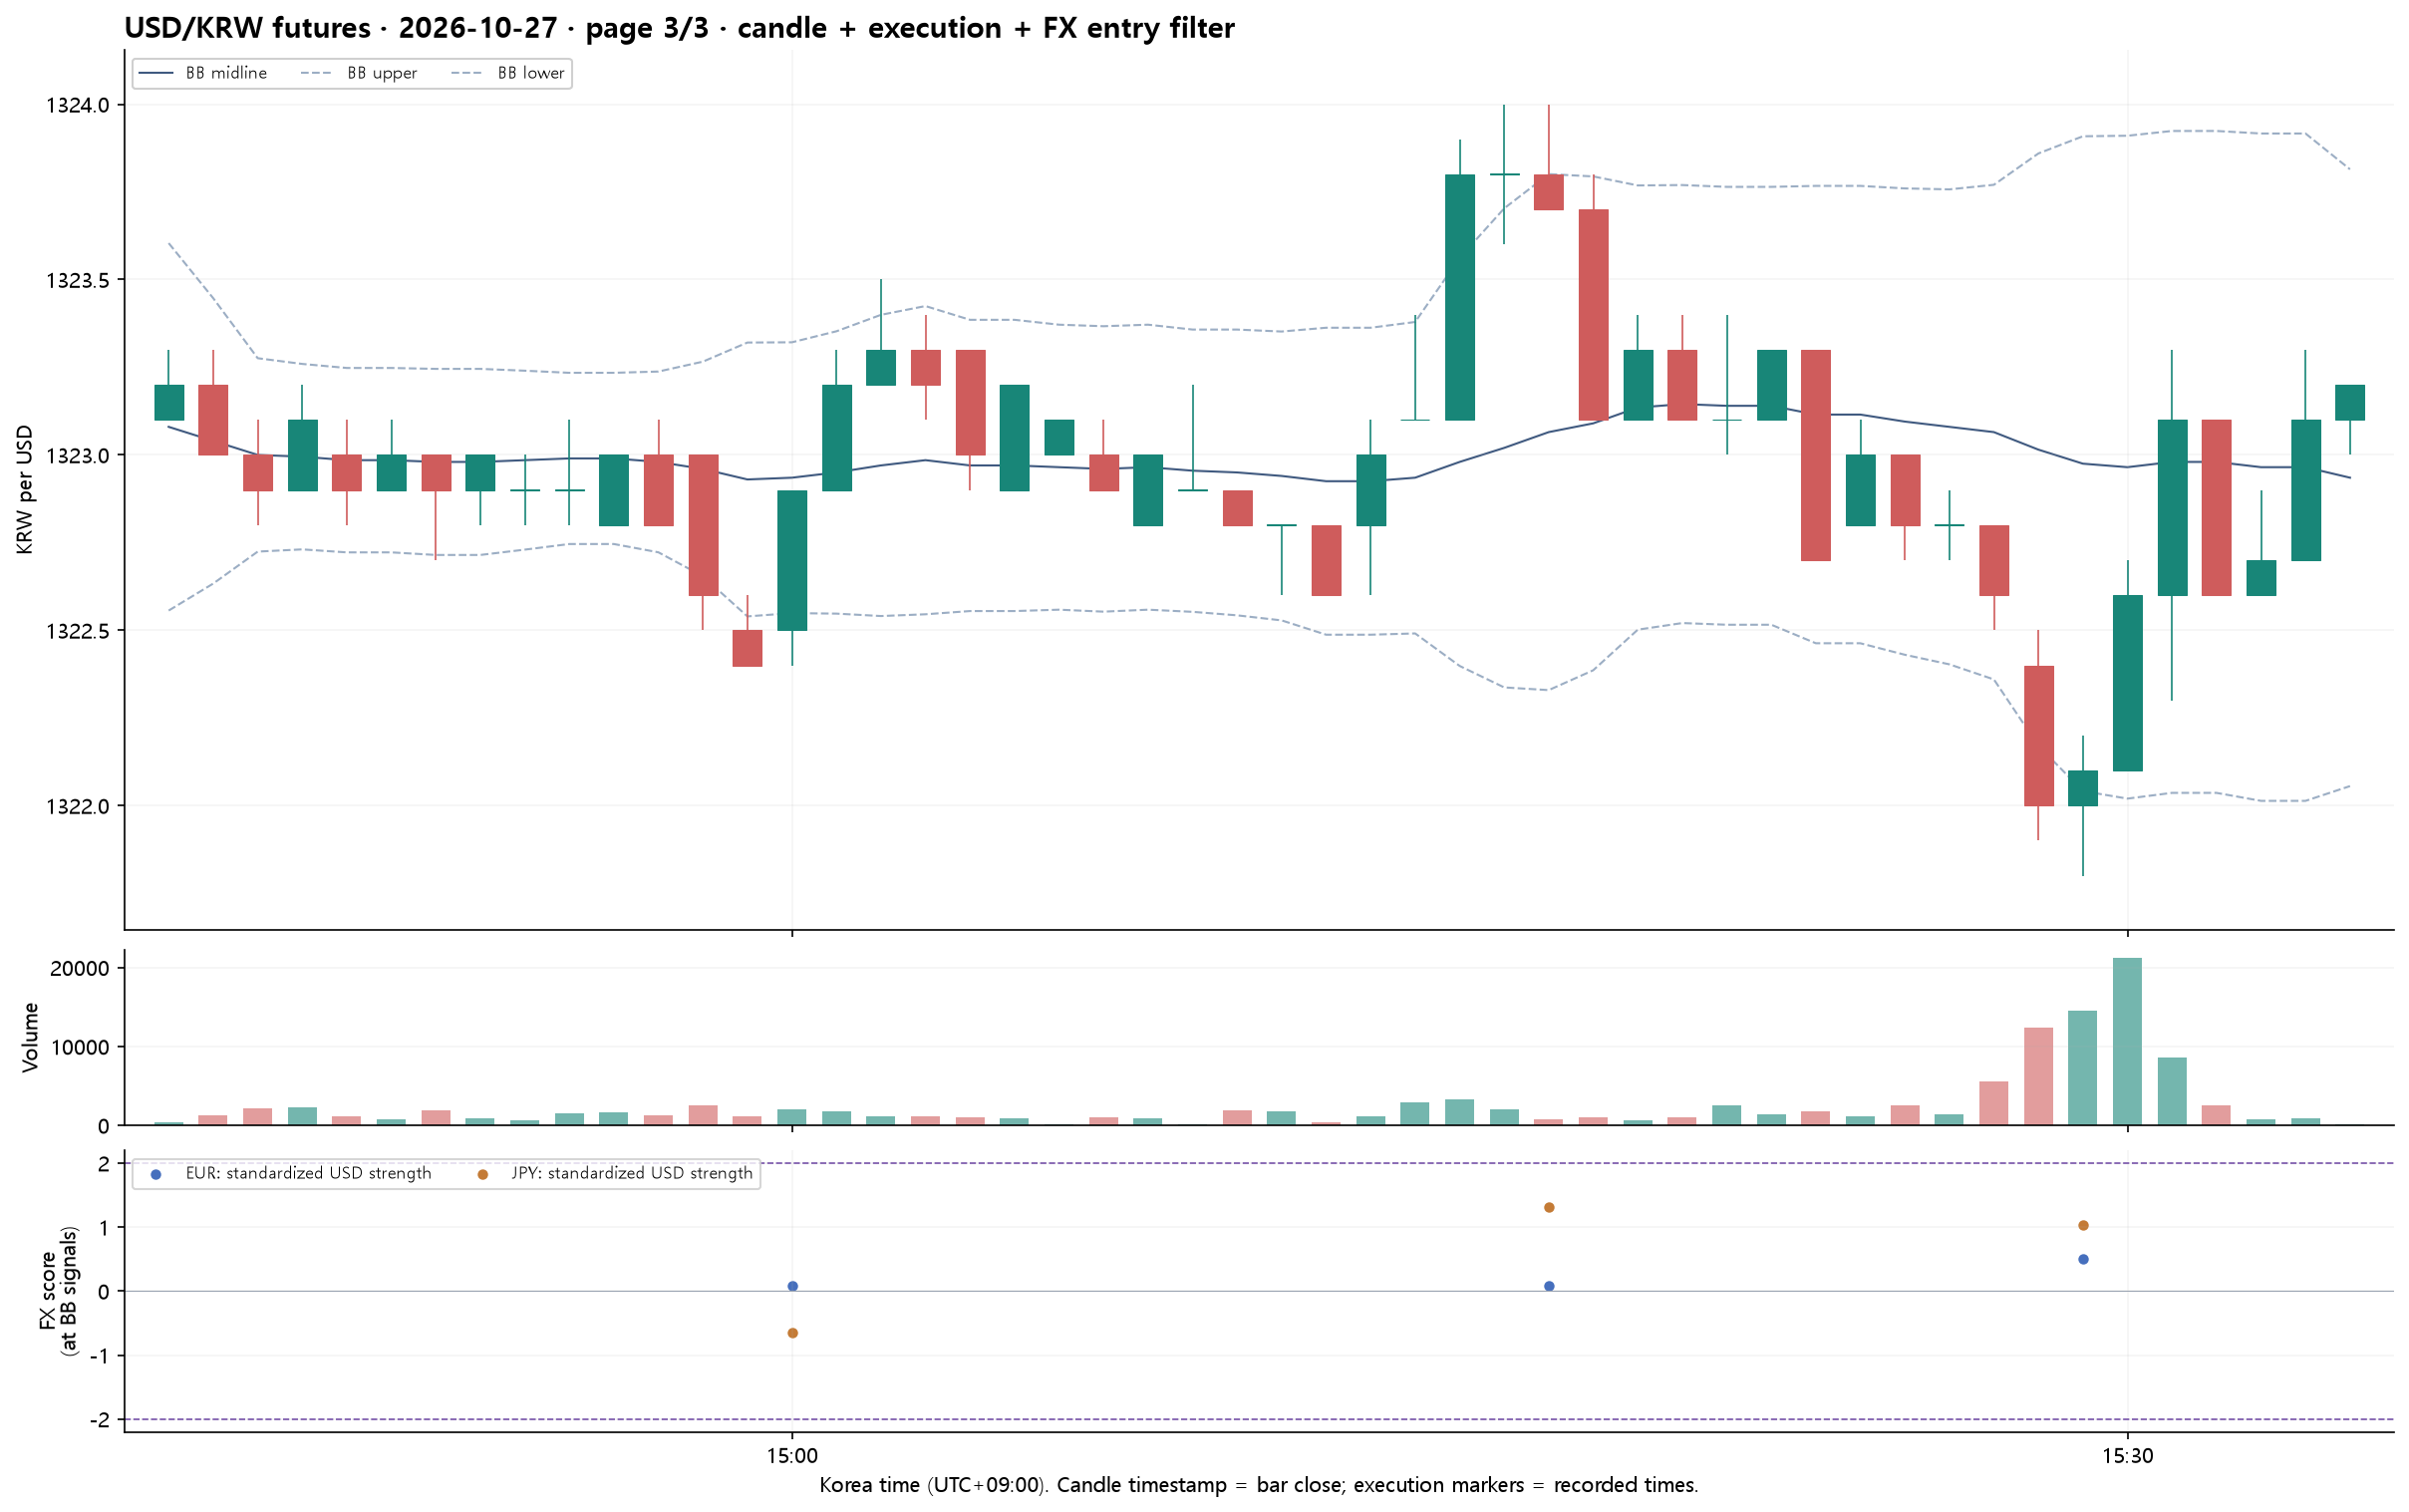 USD/KRW futures · 2026-10-27 · page 3/3 · candle + execution + FX entry filter
BB midline
BB upper
BB lower
1324.0
1323.5
1323.0
1322.5
1322.0
KRW per USD
20000
10000
0
Volume
EUR: standardized USD strength
JPY: standardized USD strength
2
1
0
-1
-2
FX score
(at BB signals)
15:00
15:30
Korea time (UTC+09:00). Candle timestamp = bar close; execution markers = recorded times.